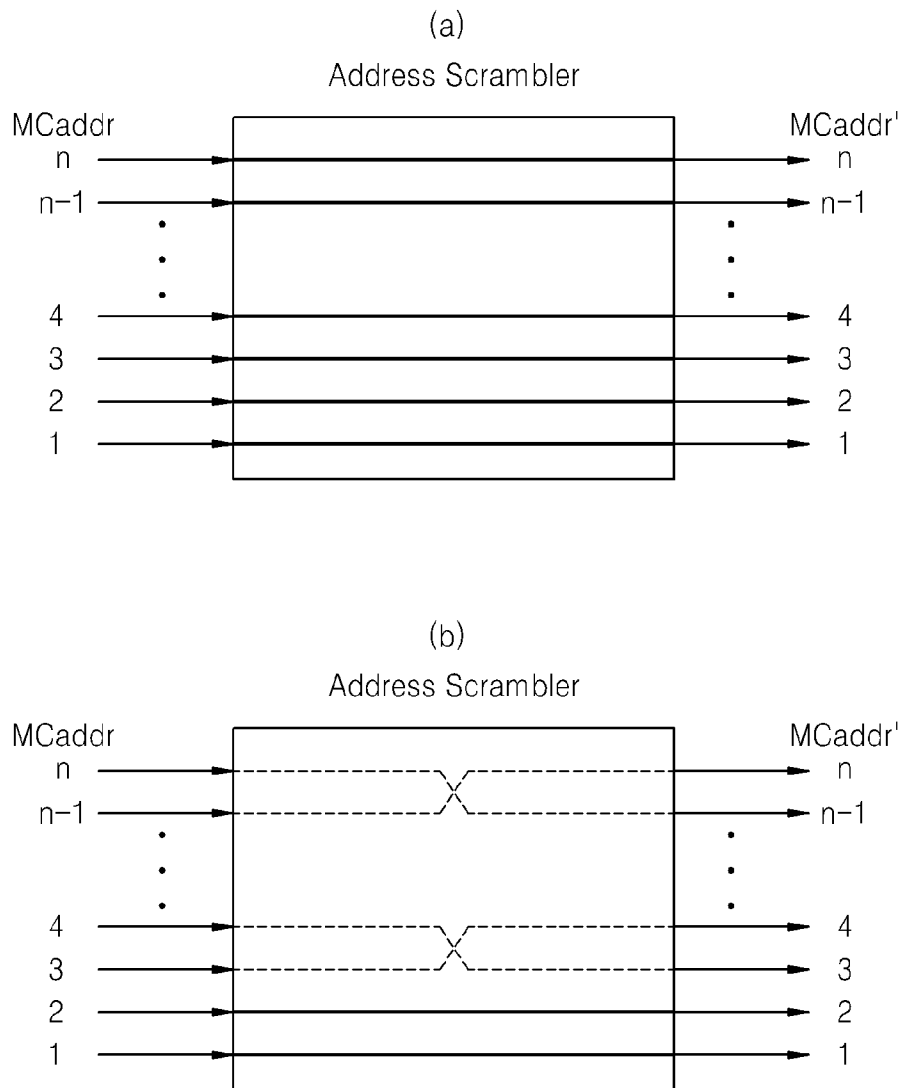 (a)
Address Scrambler
MCaddr MCaddr'
n n
n-1 n-1
4 4
3 3
2 2
1 1
(b)
Address Scrambler
MCaddr MCaddr'
n n
n-1 n-1
4 4
3 3
2 2
1 1